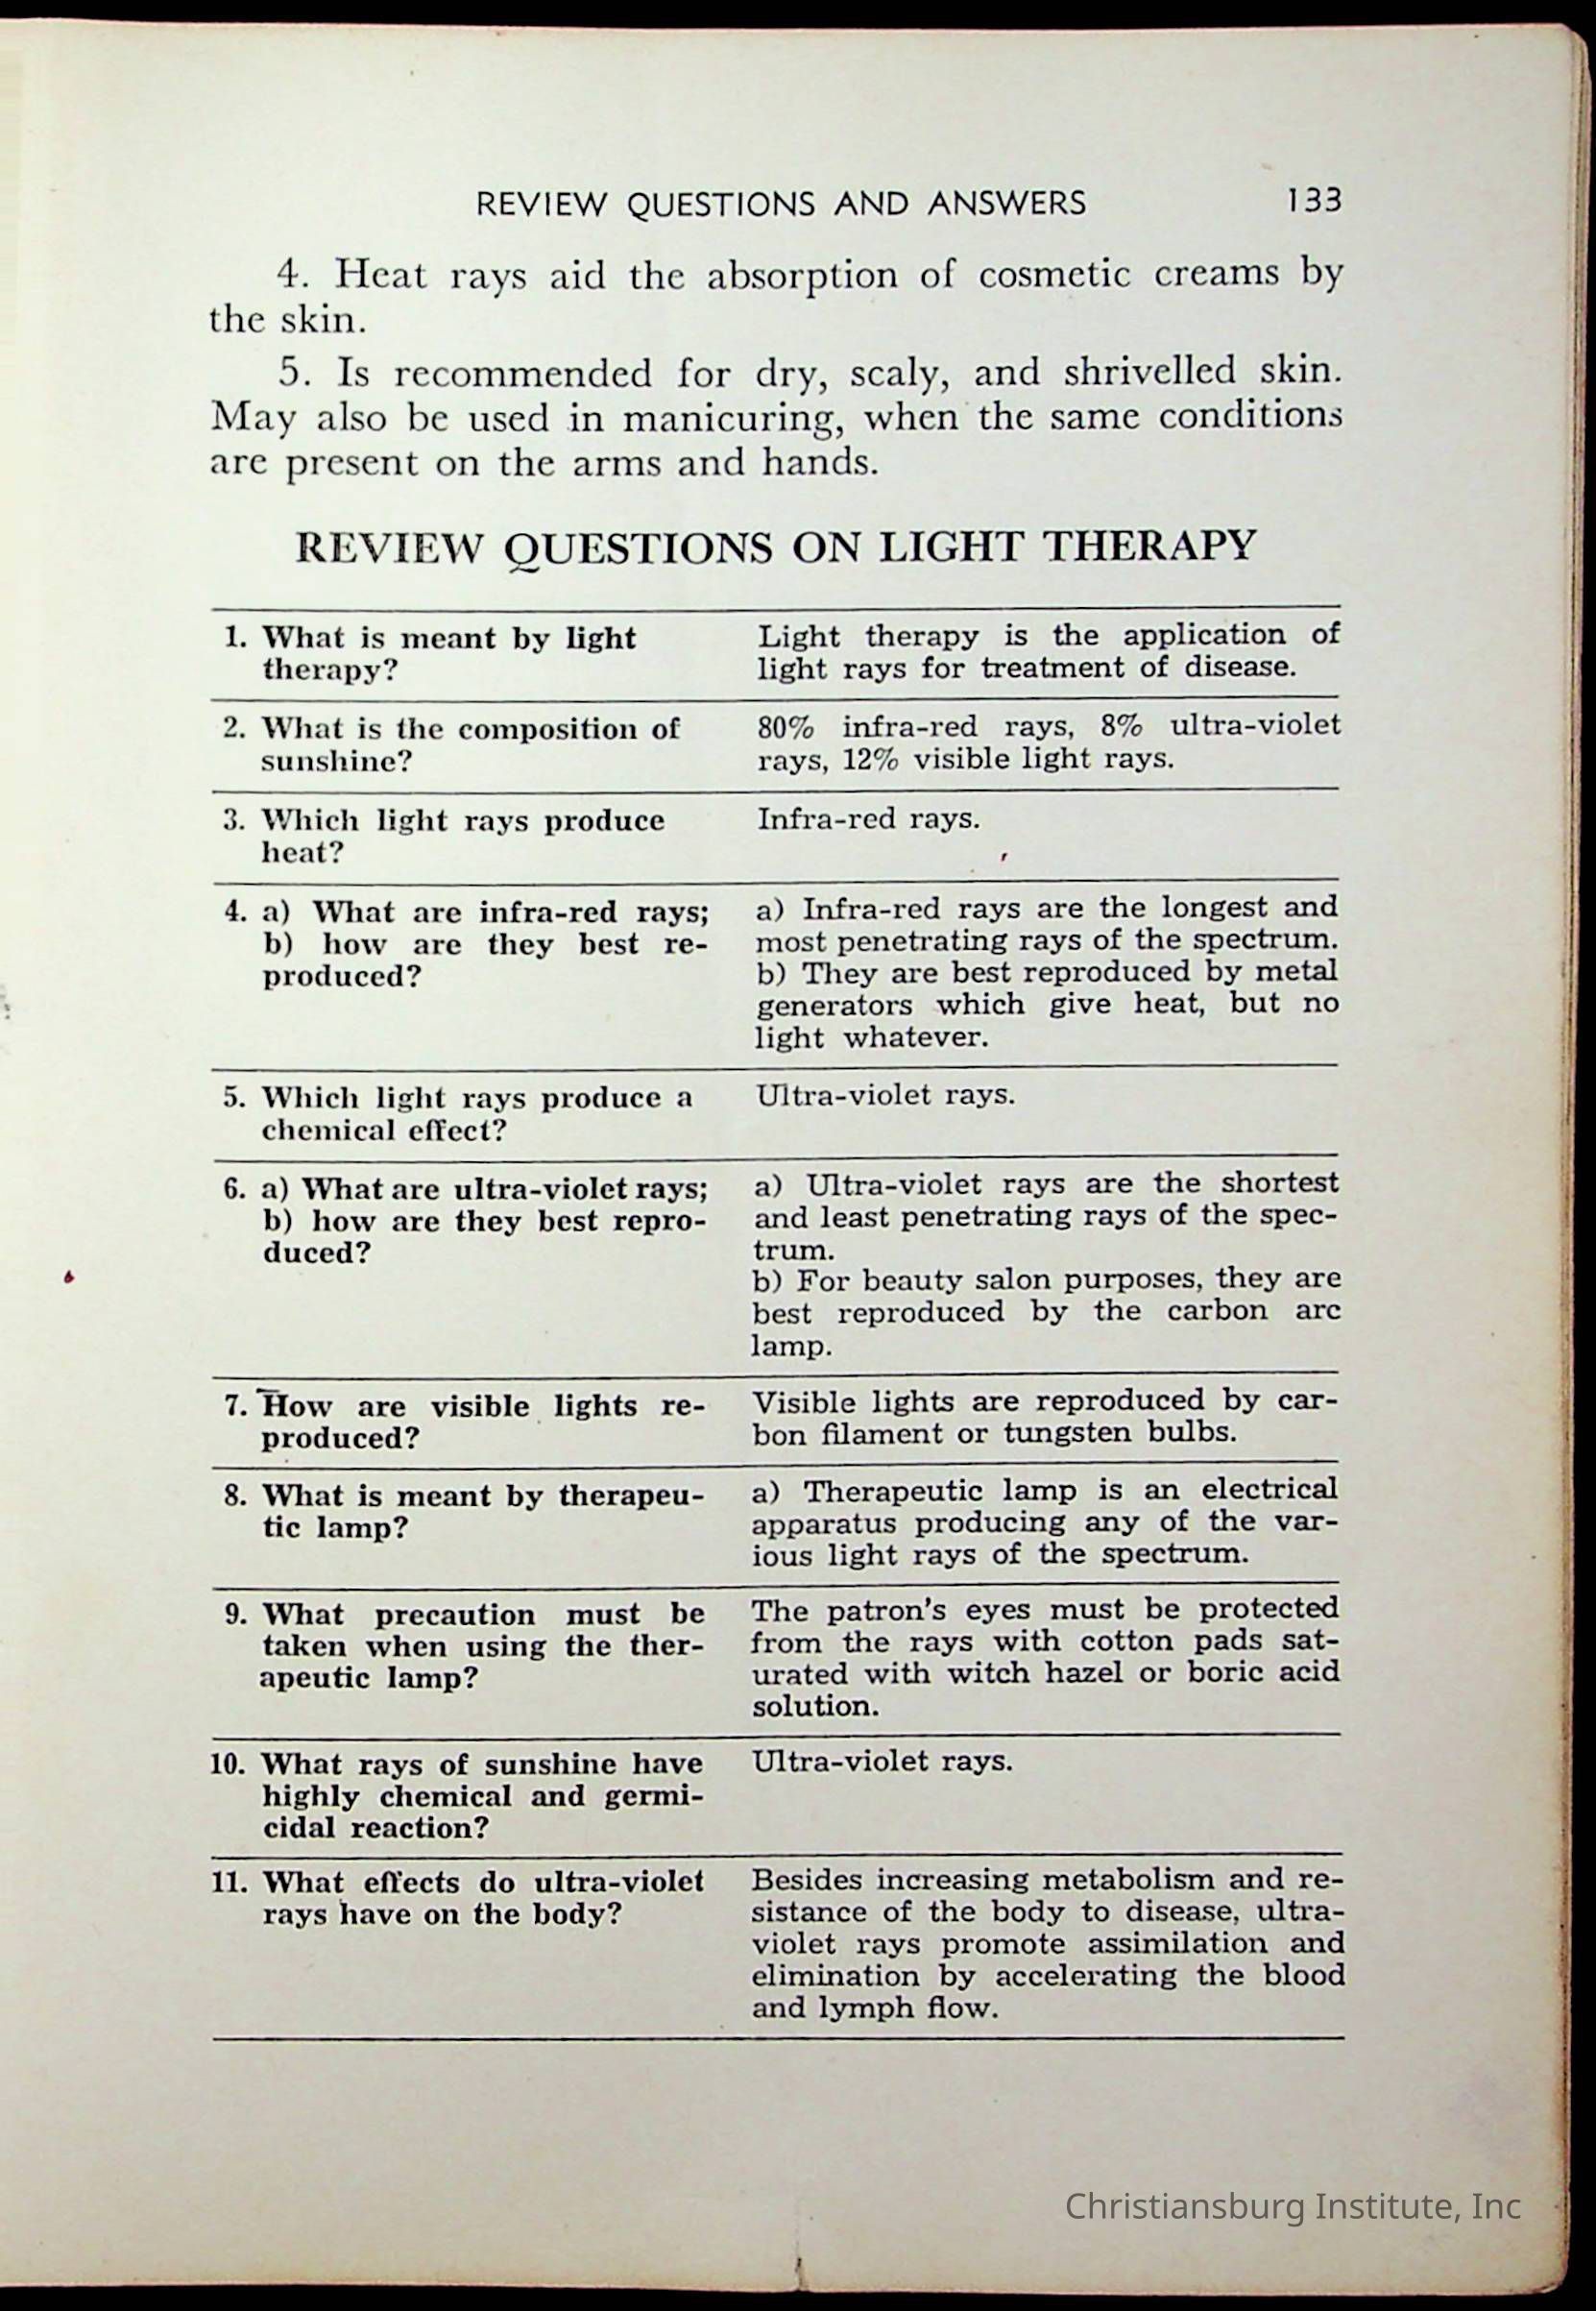 REVIEW QUESTIONS AND ANSWERS 133
4. Heat rays aid the absorption of cosmetic creams by
the skin.
5. Is recommended for dry, scaly, and shrivelled skin.
May also be used in manicuring, when the same conditions
are present on the arms and hands.
REVIEW QUESTIONS ON LIGHT THERAPY
1. What is meant by light
therapy?
Light therapy is the application of
light rays for treatment of disease.
2. What is the composition of
sunshine?
80% infra-red rays, 8% ultra-violet
rays, 12% visible light rays.
3. Which light rays produce
heat?
Infra-red rays.
4. a) What are infra-red rays;
b) how are they best re-
produced?
a) Infra-red rays are the longest and
most penetrating rays of the spectrum.
b) They are best reproduced by metal
generators which give heat, but no
light whatever.
5. Which light rays produce a
chemical effect?
Ultra-violet rays.
6. a) What are ultra-violet rays;
b) how are they best repro-
duced?
a) Ultra-violet rays are the shortest
and least penetrating rays of the spec-
trum.
b) For beauty salon purposes, they are
best reproduced by the carbon arc
lamp.
7. How are visible lights re-
produced?
Visible lights are reproduced by car-
bon filament or tungsten bulbs.
8. What is meant by therapeu-
tic lamp?
a) Therapeutic lamp is an electrical
apparatus producing any of the var-
ious light rays of the spectrum.
9. What precaution must be
taken when using the ther-
apeutic lamp?
The patron's eyes must be protected
from the rays with cotton pads sat-
urated with witch hazel or boric acid
solution.
10. What rays of sunshine have
highly chemical and germi-
cidal reaction?
Ultra-violet rays.
11. What effects do ultra-violet
rays have on the body?
Besides increasing metabolism and re-
sistance of the body to disease, ultra-
violet rays promote assimilation and
elimination by accelerating the blood
and lymph flow.
Christiansburg Institute, Inc